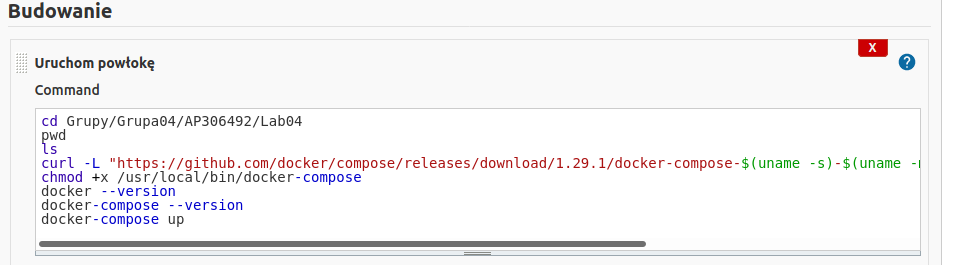 Budowanie
X
Uruchom powłokę
?
Command
cd Grupy/Grupa04/AP306492/Lab04
pwd
ls
curl -L "https://github.com/docker/compose/releases/download/1.29.1/docker-compose-$(uname -s)-$(uname
chmod +x /usr/local/bin/docker-compose
docker --version
docker-compose --version
docker-compose up